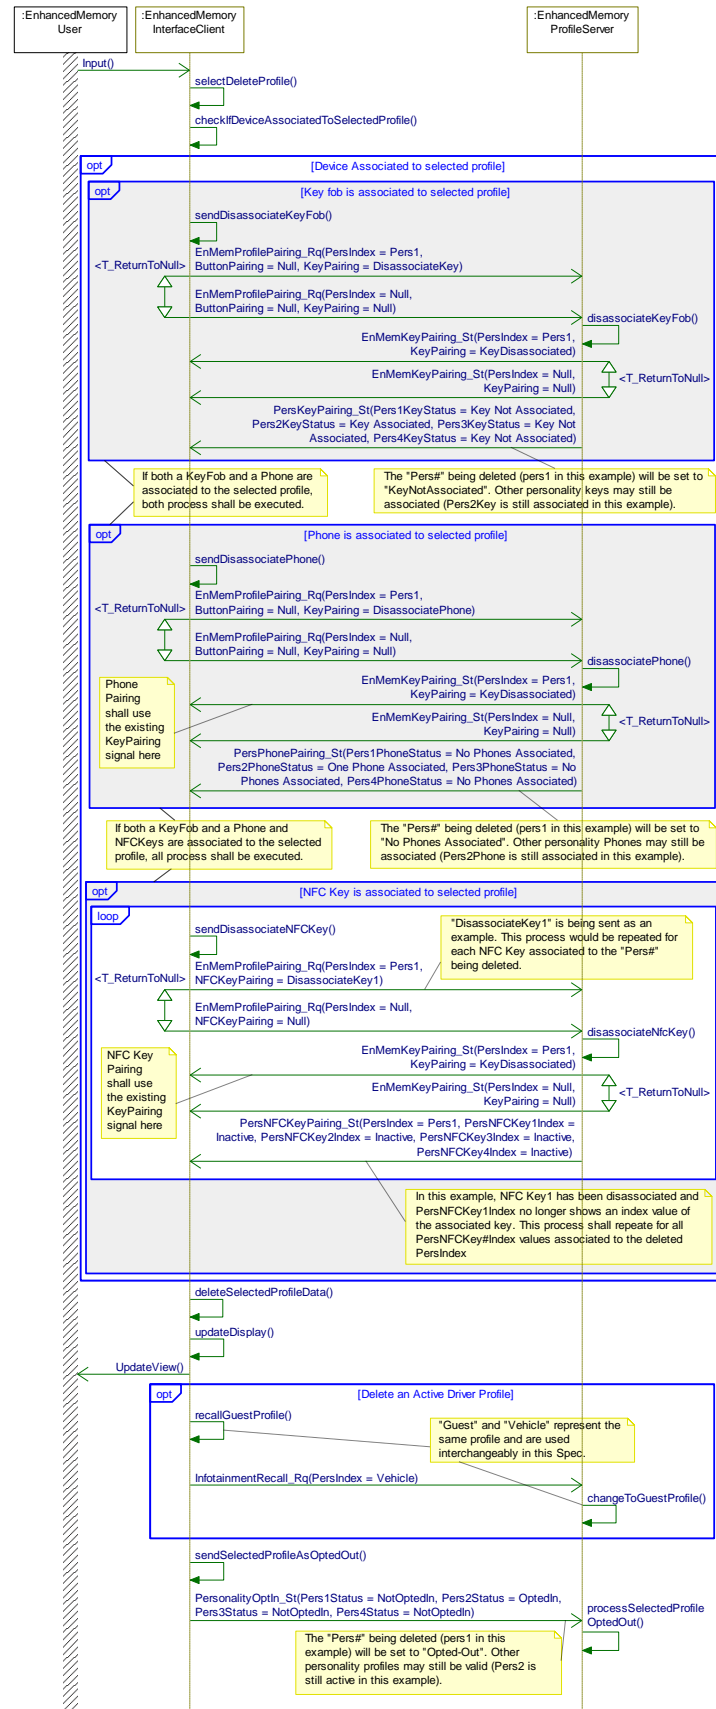 :EnhancedMemory
User
:EnhancedMemory
InterfaceClient
:EnhancedMemory
ProfileServer
Input()
selectDeleteProfile()
checkIfDeviceAssociatedToSelectedProfile()
opt
[Device Associated to selected profile]
opt
[Key fob is associated to selected profile]
sendDisassociateKeyFob()
<T_ReturnToNull>
EnMemProfilePairing_Rq(PersIndex = Pers1,
ButtonPairing = Null, KeyPairing = DisassociateKey)
EnMemProfilePairing_Rq(PersIndex = Null,
ButtonPairing = Null, KeyPairing = Null)
disassociateKeyFob()
EnMemKeyPairing_St(PersIndex = Pers1,
KeyPairing = KeyDisassociated)
EnMemKeyPairing_St(PersIndex = Null,
KeyPairing = Null)
<T_ReturnToNull>
PersKeyPairing_St(Pers1KeyStatus = Key Not Associated,
Pers2KeyStatus = Key Associated, Pers3KeyStatus = Key Not
Associated, Pers4KeyStatus = Key Not Associated)
If both a KeyFob and a Phone are
associated to the selected profile,
both process shall be executed.
The "Pers#" being deleted (pers1 in this example) will be set to
"KeyNotAssociated". Other personality keys may still be
associated (Pers2Key is still associated in this example).
opt
[Phone is associated to selected profile]
sendDisassociatePhone()
<T_ReturnToNull>
EnMemProfilePairing_Rq(PersIndex = Pers1,
ButtonPairing = Null, KeyPairing = DisassociatePhone)
EnMemProfilePairing_Rq(PersIndex = Null,
ButtonPairing = Null, KeyPairing = Null)
disassociatePhone()
Phone
Pairing
shall use
the existing
KeyPairing
signal here
EnMemKeyPairing_St(PersIndex = Pers1,
KeyPairing = KeyDisassociated)
EnMemKeyPairing_St(PersIndex = Null,
KeyPairing = Null)
<T_ReturnToNull>
PersPhonePairing_St(Pers1PhoneStatus = No Phones Associated,
Pers2PhoneStatus = One Phone Associated, Pers3PhoneStatus = No
Phones Associated, Pers4PhoneStatus = No Phones Associated)
If both a KeyFob and a Phone and
NFCKeys are associated to the selected
profile, all process shall be executed.
The "Pers#" being deleted (pers1 in this example) will be set to
"No Phones Associated". Other personality Phones may still be
associated (Pers2Phone is still associated in this example).
opt
[NFC Key is associated to selected profile]
loop
sendDisassociateNFCKey()
"DisassociateKey1" is being sent as an
example. This process would be repeated for
each NFC Key associated to the "Pers#"
being deleted.
<T_ReturnToNull>
EnMemProfilePairing_Rq(PersIndex = Pers1,
NFCKeyPairing = DisassociateKey1)
EnMemProfilePairing_Rq(PersIndex = Null,
NFCKeyPairing = Null)
disassociateNfcKey()
NFC Key
Pairing
shall use
the existing
KeyPairing
signal here
EnMemKeyPairing_St(PersIndex = Pers1,
KeyPairing = KeyDisassociated)
EnMemKeyPairing_St(PersIndex = Null,
KeyPairing = Null)
<T_ReturnToNull>
PersNFCKeyPairing_St(PersIndex = Pers1, PersNFCKey1Index =
Inactive, PersNFCKey2Index = Inactive, PersNFCKey3Index = Inactive,
PersNFCKey4Index = Inactive)
In this example, NFC Key1 has been disassociated and
PersNFCKey1Index no longer shows an index value of
the associated key. This process shall repeate for all
PersNFCKey#Index values associated to the deleted
PersIndex
deleteSelectedProfileData()
updateDisplay()
UpdateView()
opt
[Delete an Active Driver Profile]
recallGuestProfile()
"Guest" and "Vehicle" represent the
same profile and are used
interchangeably in this Spec.
InfotainmentRecall_Rq(PersIndex = Vehicle)
changeToGuestProfile()
sendSelectedProfileAsOptedOut()
PersonalityOptIn_St(Pers1Status = NotOptedIn, Pers2Status = OptedIn,
Pers3Status = NotOptedIn, Pers4Status = NotOptedIn)
processSelectedProfile
OptedOut()
The "Pers#" being deleted (pers1 in this
example) will be set to "Opted-Out". Other
personality profiles may still be valid (Pers2 is
still active in this example).